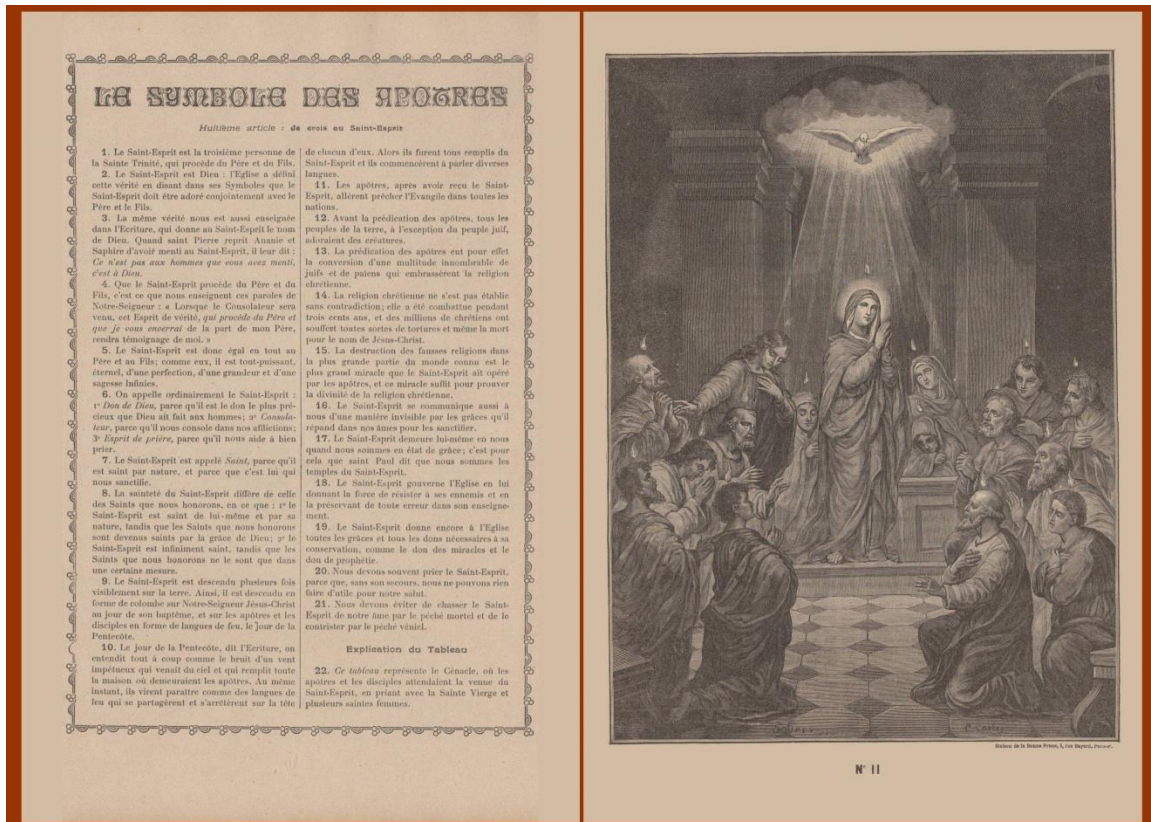 LE SYMBOLE DES APOTRES
Huitième article : Je crois au Saint-Esprit
1. Le Saint-Esprit est la troisième personne de
la Sainte Trinité, qui procède du Père et du Fils.
2. Le Saint-Esprit est Dieu : l'Eglise a défini
cette vérité en disant dans ses Symboles que le
Saint-Esprit doit être adoré conjointement avec le
Père et le Fils.
3. La même vérité nous est aussi enseignée
dans l'Ecriture, qui donne au Saint-Esprit le nom
de Dieu. Quand saint Pierre reprit Ananie et
Saphire d'avoir menti au Saint-Esprit, il leur dit :
Ce n'est pas aux hommes que vous avez menti,
c'est à Dieu.
4. Que le Saint-Esprit procède du Père et du
Fils, c'est ce que nous enseignent ces paroles de
Notre-Seigneur : « Lorsque le Consolateur sera
venu, cet Esprit de vérité, qui procède du Père et
que je vous enverrai de la part de mon Père,
rendra témoignage de moi. »
5. Le Saint-Esprit est donc égal en tout au
Père et au Fils; comme eux, il est tout-puissant,
éternel, d'une perfection, d'une grandeur et d'une
sagesse infinies.
6. On appelle ordinairement le Saint-Esprit :
1º Don de Dieu, parce qu'il est le don le plus pré-
cieux que Dieu ait fait aux hommes; 2º Consola-
teur, parce qu'il nous console dans nos afflictions;
3º Esprit de prière, parce qu'il nous aide à bien
prier.
7. Le Saint-Esprit est appelé Saint, parce qu'il
est saint par nature, et parce que c'est lui qui
nous sanctifie.
8. La sainteté du Saint-Esprit diffère de celle
des Saints que nous honorons, en ce que : 1º le
Saint-Esprit est saint de lui-même et par sa
nature, tandis que les Saints que nous honorons
sont devenus saints par la grâce de Dieu; 2º le
Saint-Esprit est infiniment saint, tandis que les
Saints que nous honorons ne le sont que dans
une certaine mesure.
9. Le Saint-Esprit est descendu plusieurs fois
visiblement sur la terre. Ainsi, il est descendu en
forme de colombe sur Notre-Seigneur Jésus-Christ
au jour de son baptême, et sur les apôtres et les
disciples en forme de langues de feu, le jour de la
Pentecôte.
10. Le jour de la Pentecôte, dit l'Ecriture, on
entendit tout à coup comme le bruit d'un vent
impétueux qui venait du ciel et qui remplit toute
la maison où demeuraient les apôtres. Au même
instant, ils virent paraître comme des langues de
feu qui se partagèrent et s'arrêtèrent sur la tête
de chacun d'eux. Alors ils furent tous remplis du
Saint-Esprit et ils commencèrent à parler diverses
langues.
11. Les apôtres, après avoir reçu le Saint-
Esprit, allèrent prêcher l'Evangile dans toutes les
nations.
12. Avant la prédication des apôtres, tous les
peuples de la terre, à l'exception du peuple juif,
adoraient des créatures.
13. La prédication des apôtres eut pour effet
la conversion d'une multitude innombrable de
juifs et de païens qui embrassèrent la religion
chrétienne.
14. La religion chrétienne ne s'est pas établie
sans contradiction; elle a été combattue pendant
trois cents ans, et des millions de chrétiens ont
souffert toutes sortes de tortures et même la mort
pour le nom de Jésus-Christ.
15. La destruction des fausses religions dans
la plus grande partie du monde connu est le
plus grand miracle que le Saint-Esprit ait opéré
par les apôtres, et ce miracle suffit pour prouver
la divinité de la religion chrétienne.
16. Le Saint-Esprit se communique aussi à
nous d'une manière invisible par les grâces qu'il
répand dans nos âmes pour les sanctifier.
17. Le Saint-Esprit demeure lui-même en nous
quand nous sommes en état de grâce; c'est pour
cela que saint Paul dit que nous sommes les
temples du Saint-Esprit.
18. Le Saint-Esprit gouverne l'Eglise en lui
donnant la force de résister à ses ennemis et en
la préservant de toute erreur dans son enseigne-
ment.
19. Le Saint-Esprit donne encore à l'Eglise
toutes les grâces et tous les dons nécessaires à sa
conservation, comme le don des miracles et le
don de prophétie.
20. Nous devons souvent prier le Saint-Esprit,
parce que, sans son secours, nous ne pouvons rien
faire d'utile pour notre salut.
21. Nous devons éviter de chasser le Saint-
Esprit de notre âme par le péché mortel et de le
contrister par le péché véniel.
Explication du Tableau
22. Ce tableau représente le Cénacle, où les
apôtres et les disciples attendaient la venue du
Saint-Esprit, en priant avec la Sainte Vierge et
plusieurs saintes femmes.
Maison de la Bonne Presse, 5, rue Bayard, Paris
Nº 11